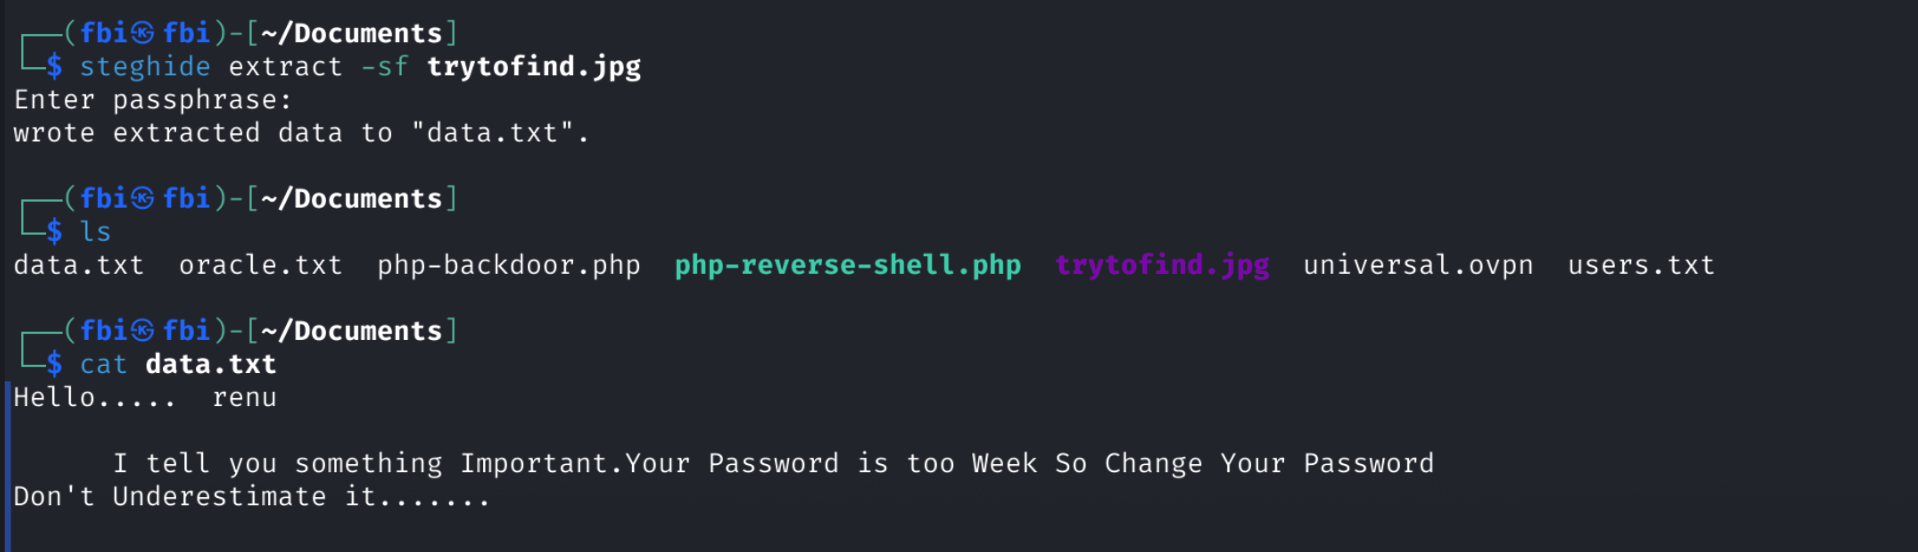 ┌──(fbi㉿fbi)-[~/Documents]
└─$ steghide extract -sf trytofind.jpg
Enter passphrase:
wrote extracted data to "data.txt".
┌──(fbi㉿fbi)-[~/Documents]
└─$ ls
data.txt  oracle.txt  php-backdoor.php  php-reverse-shell.php  trytofind.jpg  universal.ovpn  users.txt
┌──(fbi㉿fbi)-[~/Documents]
└─$ cat data.txt
Hello.....  renu
      I tell you something Important.Your Password is too Week So Change Your Password
Don't Underestimate it.......